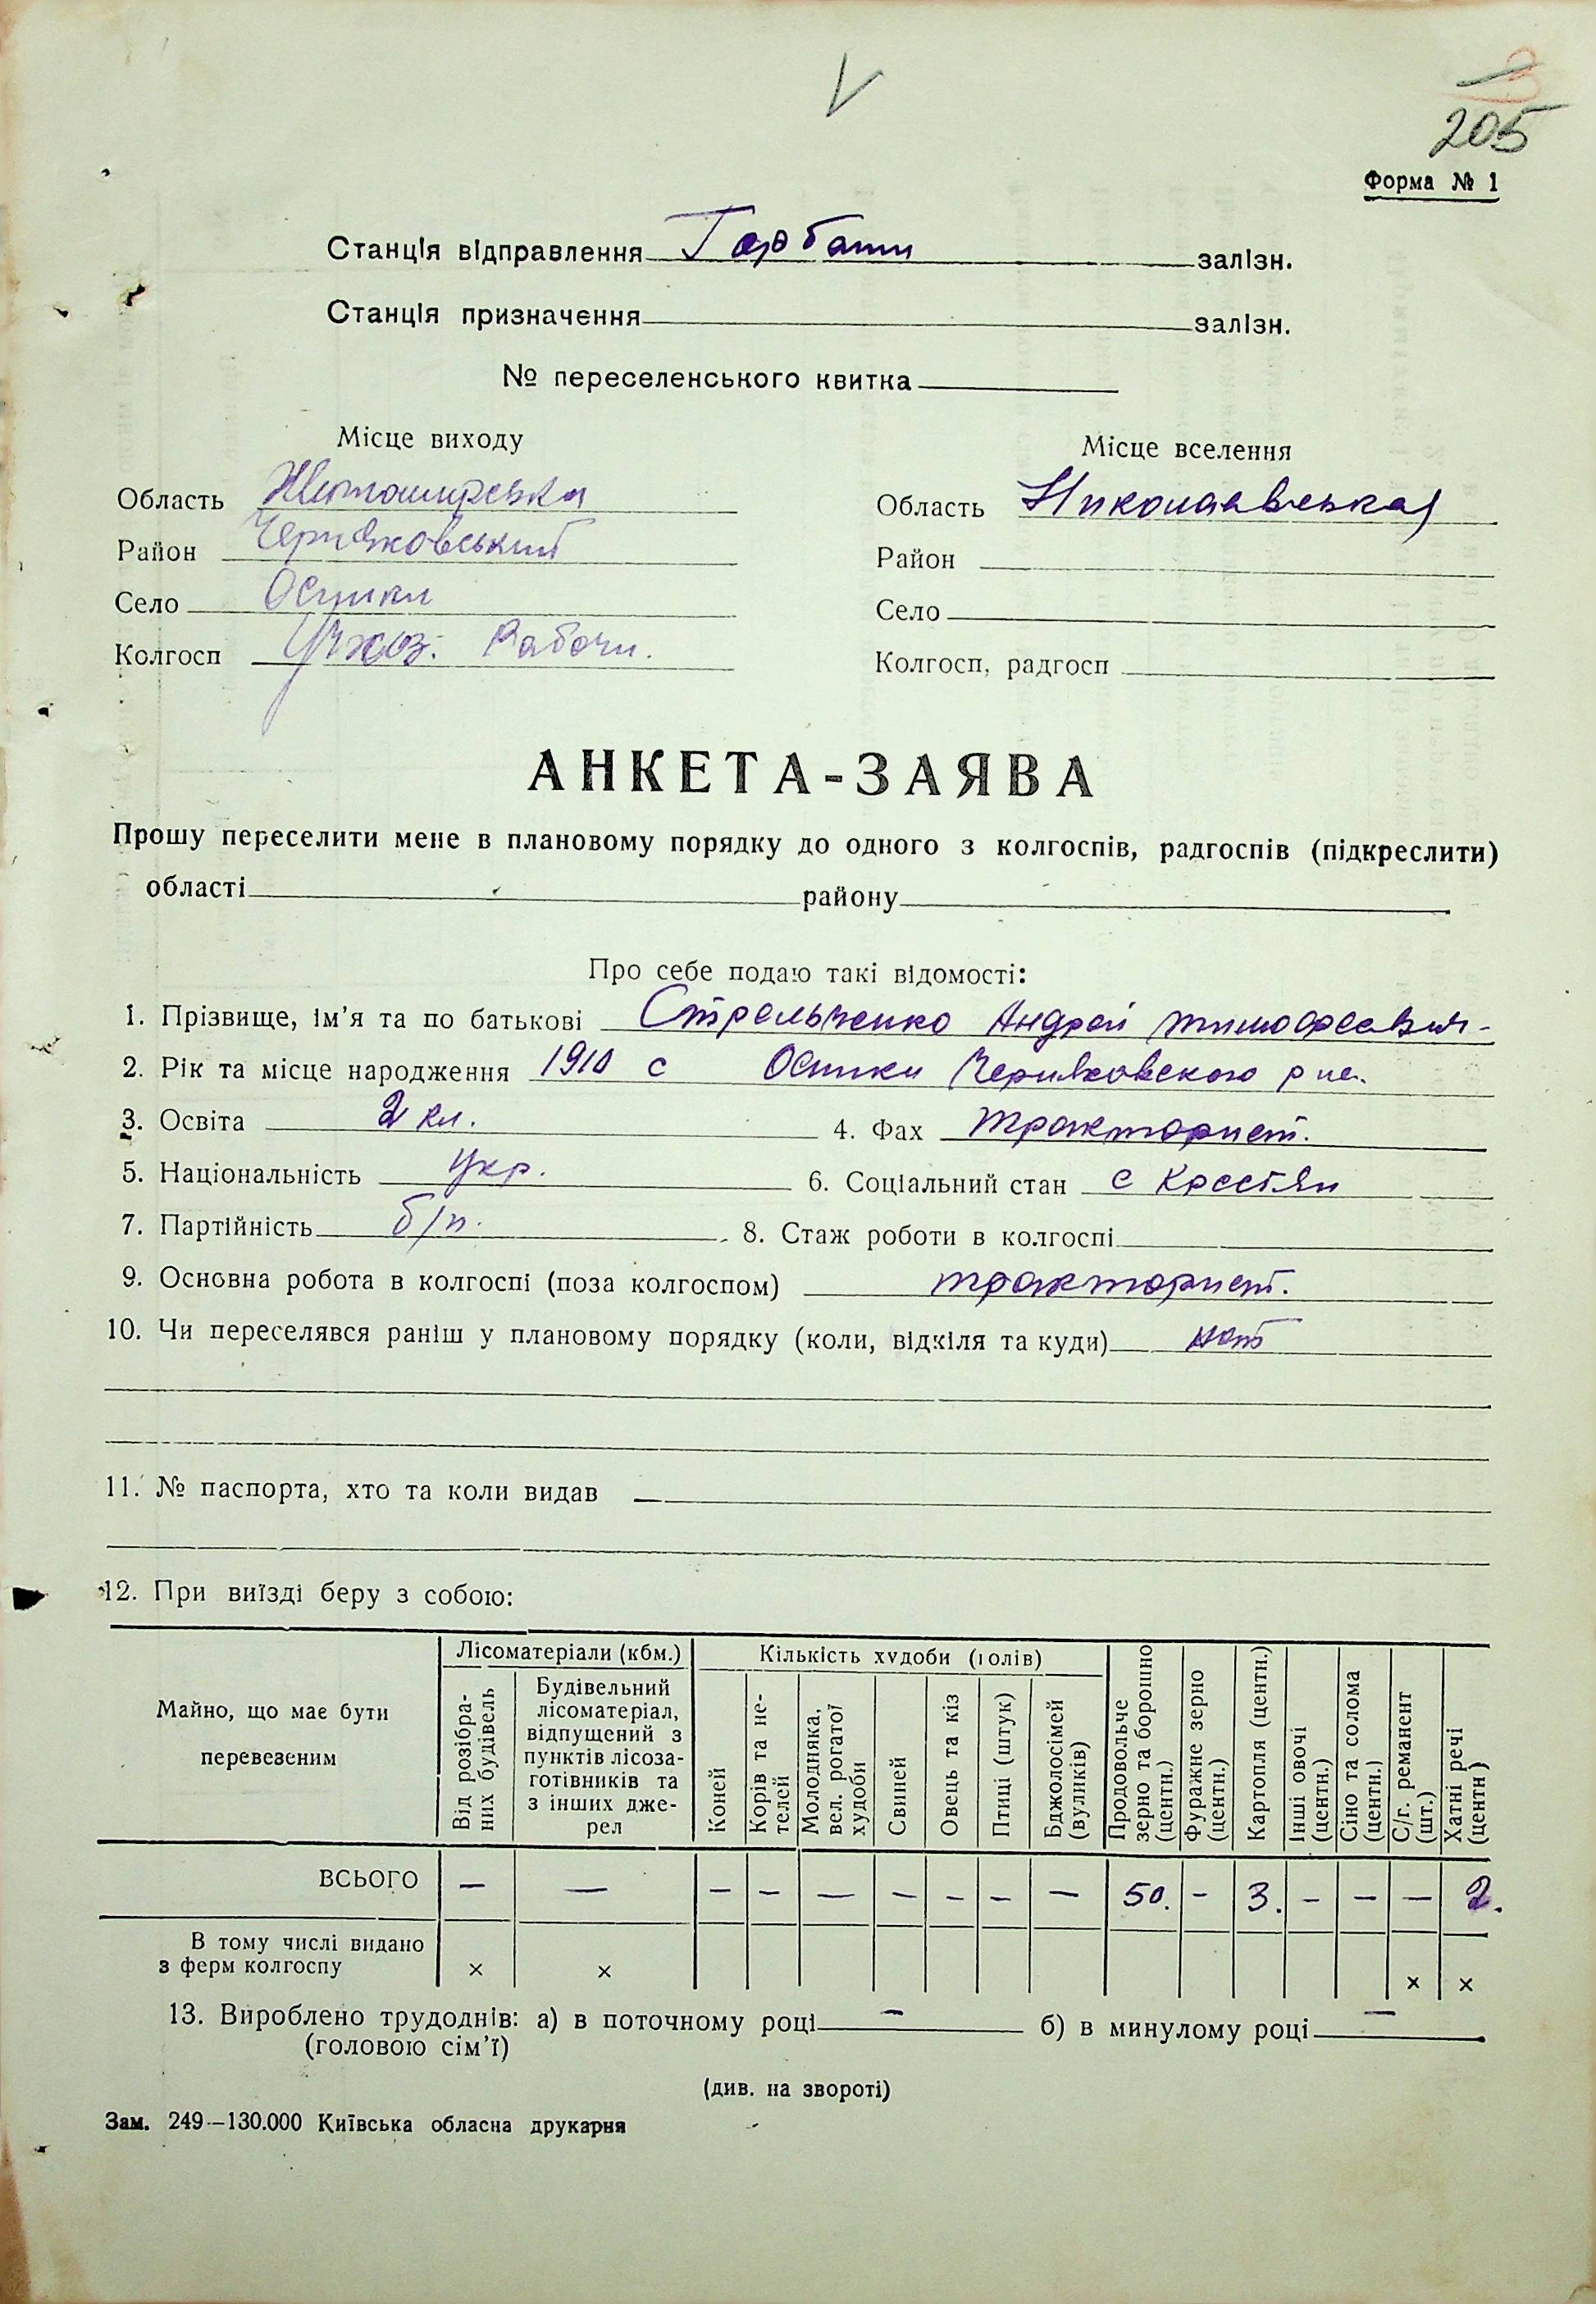 3
205
Форма № 1
Станція відправлення Горбаши залізн.
Станція призначення залізн.
№ переселенського квитка
Місце виходу
Місце вселення
Область Житомирська
Область Николаевська
Район Черняховський
Район
Село Осники
Село
Колгосп Учхоз. Рабочи.
Колгосп, радгосп
АНКЕТА-ЗАЯВА
Прошу переселити мене в плановому порядку до одного з колгоспів, радгоспів (підкреслити)
області району
Про себе подаю такі відомості:
1. Прізвище, ім'я та по батькові Стрельченко Андрей Тимофеевич
2. Рік та місце народження 1910 с Осники Черняховского р
3. Освіта 2 кл. 4. Фах тракторист.
5. Національність Укр. 6. Соціальний стан с Крестян
7. Партійність б/п. 8. Стаж роботи в колгоспі
9. Основна робота в колгоспі (поза колгоспом) тракторист.
10. Чи переселявся раніш у плановому порядку (коли, відкіля та куди) нет
11. № паспорта, хто та коли видав —
12. При виїзді беру з собою:
Майно, що має бути перевезеним
Лісоматеріали (кбм.)
Кількість худоби (голів)
Від розібраних будівель
Будівельний лісоматеріал, відпущений з пунктів лісозаготівників та з інших джерел
Коней
Корів та нетелей
Молодняка, вел. рогатої худоби
Свиней
Овець та кіз
Птиці (штук)
Бджолосімей (вуликів)
Продовольче зерно та борошно (центн.)
Фуражне зерно (центн.)
Картопля (центн.)
Інші овочі (центн.)
Сіно та солома (центн.)
С/г. реманент (шт.)
Хатні речі (центн)
ВСЬОГО — — — — — — — — — 50. - 3. — — — 2.
В тому числі видано з ферм колгоспу × × × ×
13. Вироблено трудоднів: а) в поточному році — б) в минулому році —
(головою сім'ї)
(див. на звороті)
Зам. 249—130.000 Київська обласна друкарня